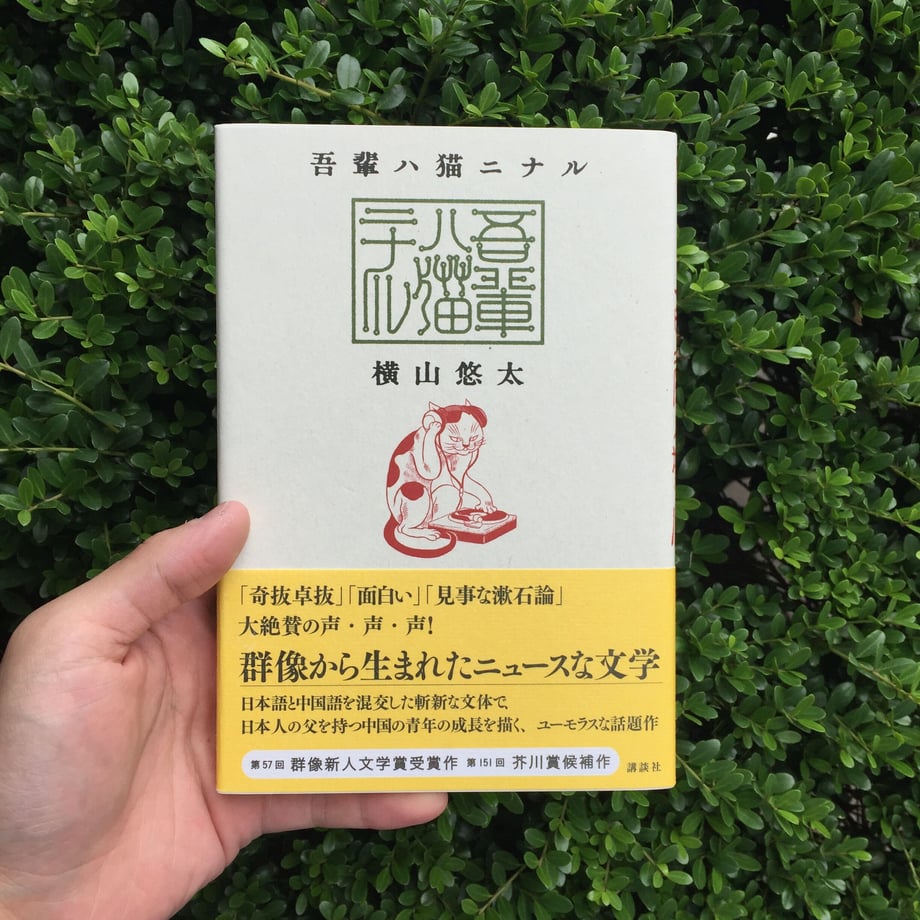 吾輩ハ猫ニナル
吾輩
ハ猫
ニナル
横山悠太
「奇抜卓抜」「面白い」「見事な漱石論」
大絶賛の声・声・声!
群像から生まれたニュースな文学
日本語と中国語を混交した斬新な文体で
日本人の父を持つ中国の青年の成長を描く、ユーモラスな話題作
第57回 群像新人文学賞受賞作 第151回 芥川賞候補作
講談社